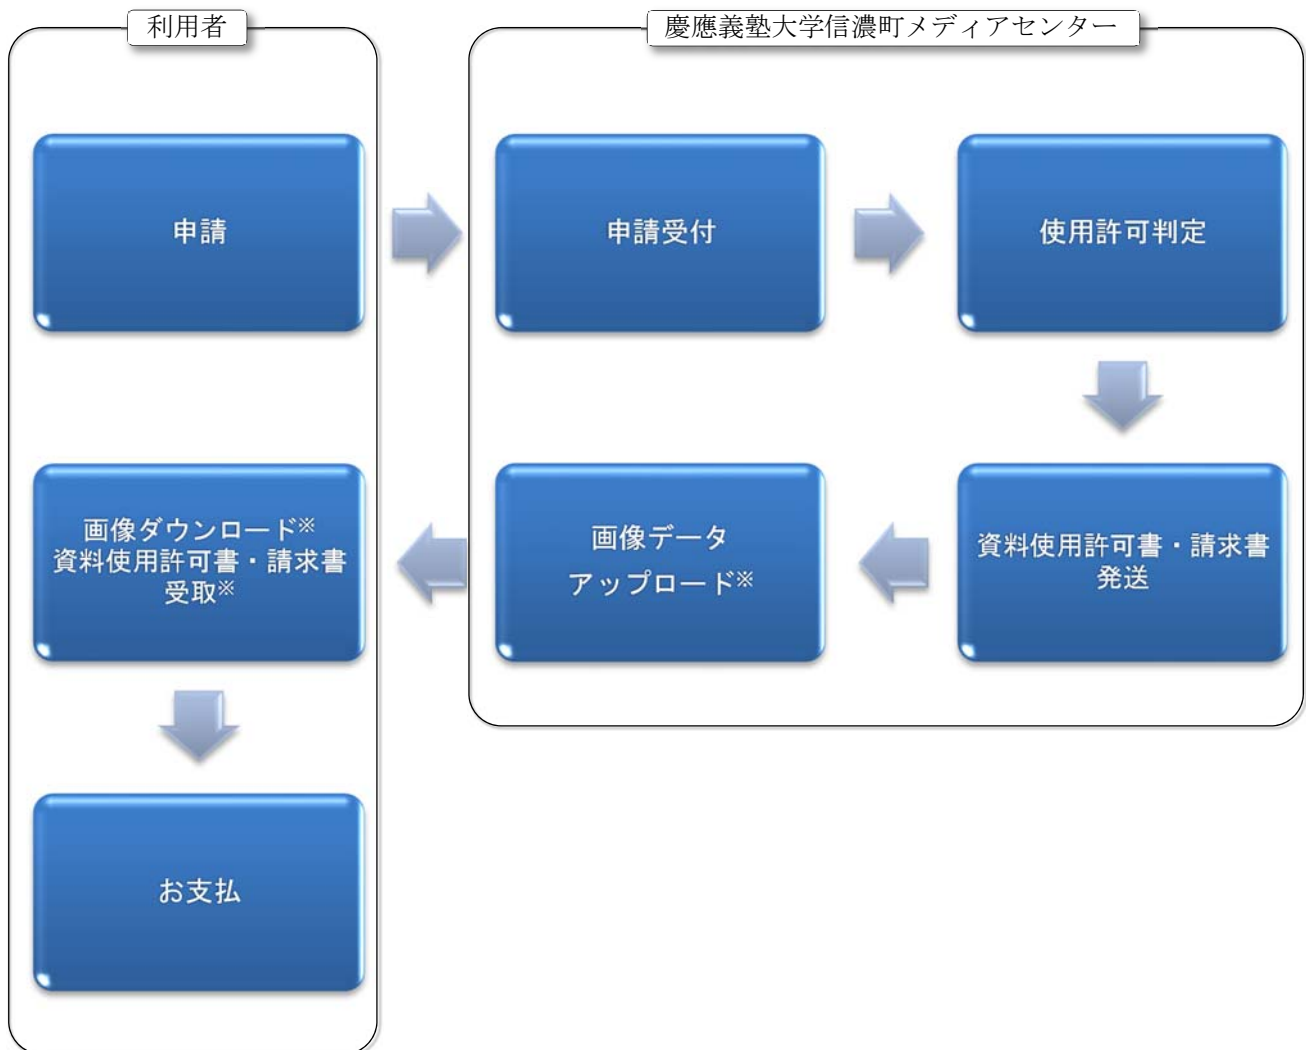 利用者
慶應義塾大学信濃町メディアセンター
申請
申請受付
使用許可判定
資料使用許可書・請求書
発送
画像データ
アップロード※
画像ダウンロード※
資料使用許可書・請求書
受取※
お支払